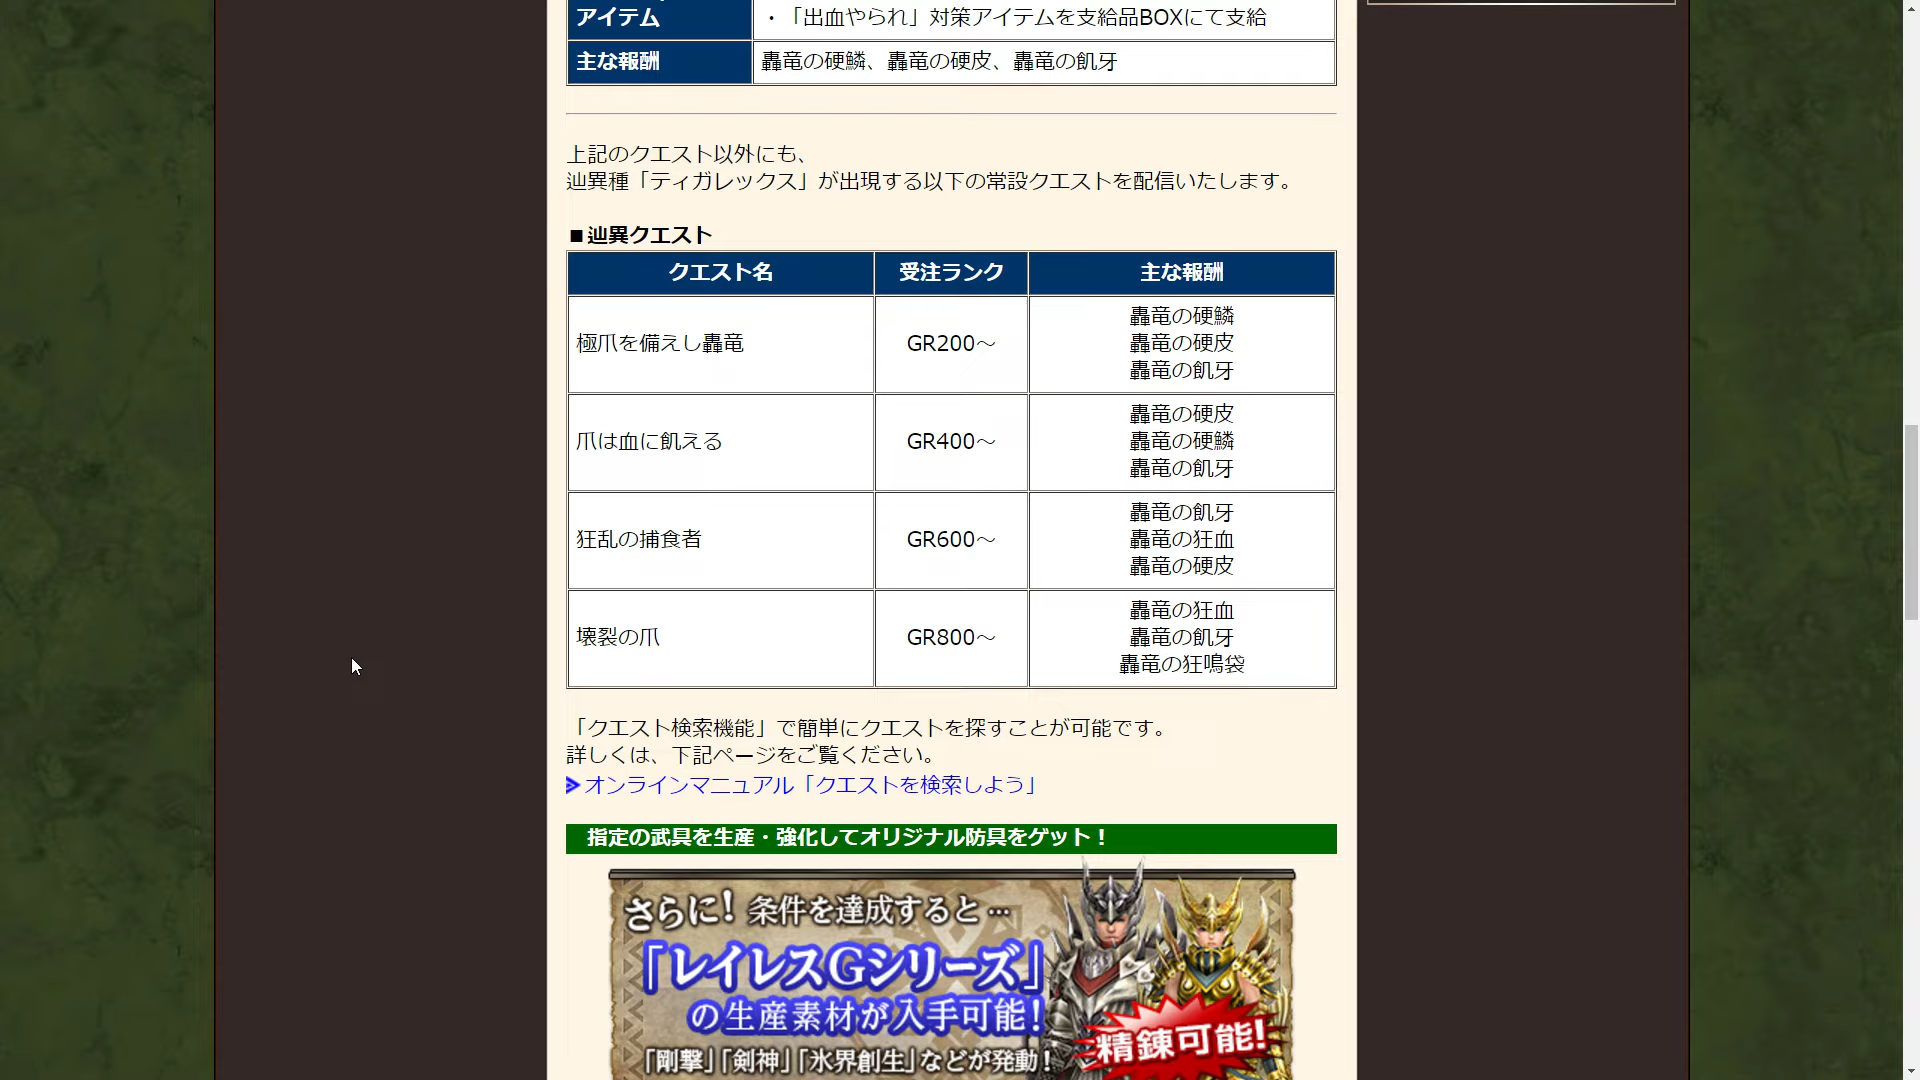 アイテム
・「出血やられ」対策アイテムを支給品BOXにて支給
主な報酬
轟竜の硬鱗、轟竜の硬皮、轟竜の飢牙
上記のクエスト以外にも、
辿異種「ティガレックス」が出現する以下の常設クエストを配信いたします。
■辿異クエスト
クエスト名
受注ランク
主な報酬
極爪を備えし轟竜
GR200～
轟竜の硬鱗
轟竜の硬皮
轟竜の飢牙
爪は血に飢える
GR400～
轟竜の硬皮
轟竜の硬鱗
轟竜の飢牙
狂乱の捕食者
GR600～
轟竜の飢牙
轟竜の狂血
轟竜の硬皮
壊裂の爪
GR800～
轟竜の狂血
轟竜の飢牙
轟竜の狂鳴袋
「クエスト検索機能」で簡単にクエストを探すことが可能です。
詳しくは、下記ページをご覧ください。
オンラインマニュアル「クエストを検索しよう」
指定の武具を生産・強化してオリジナル防具をゲット！
さらに！条件を達成すると…
「レイレスGシリーズ」
の生産素材が入手可能！
「剛撃」「剣神」「氷界創生」などが発動！
精錬可能！